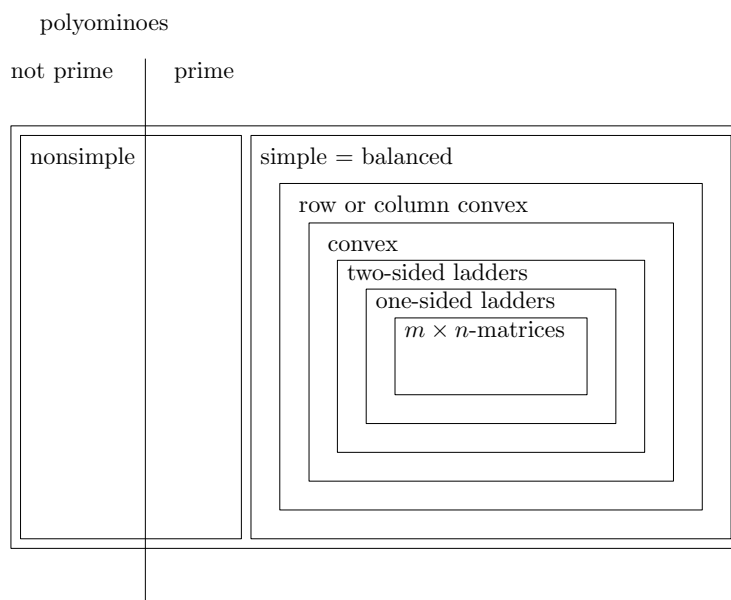 polyominoes
not prime prime
nonsimple simple = balanced
row or column convex
convex
two-sided ladders
one-sided ladders
m × n-matrices